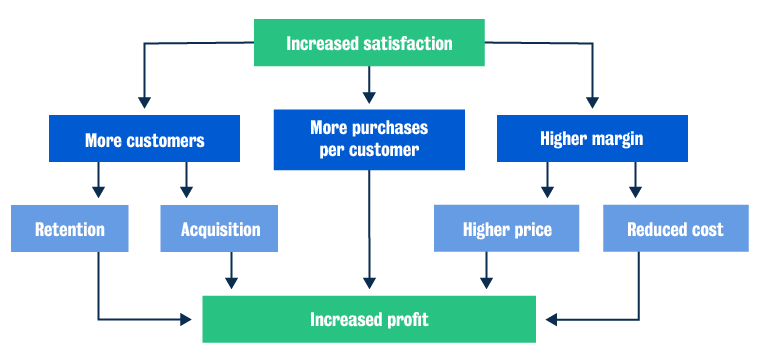 Increased satisfaction
More customers
More purchases
per customer
Higher margin
Retention
Acquisition
Higher price
Reduced cost
Increased profit